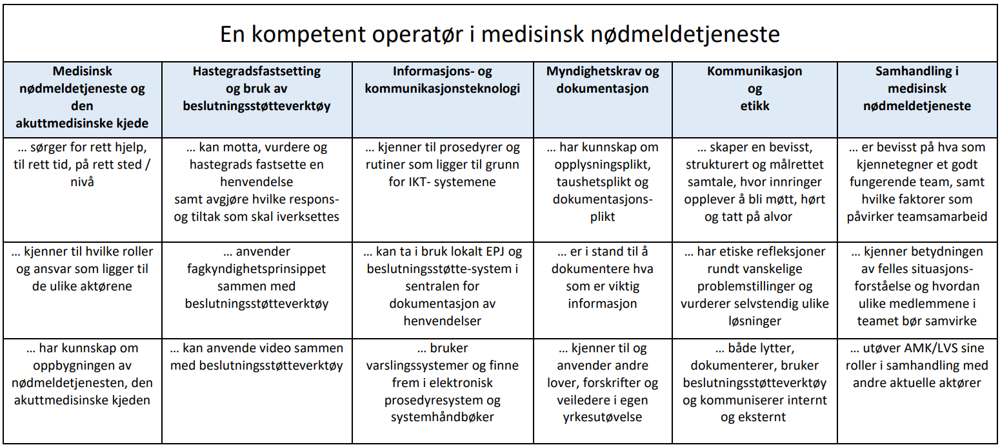 En kompetent operatør i medisinsk nødmeldetjeneste
Medisinsk
nødmeldetjeneste og
den
akuttmedisinske kjede
Hastegradsfastsetting
og bruk av
beslutningsstøtteverktøy
Informasjons- og
kommunikasjonsteknologi
Myndighetskrav og
dokumentasjon
Kommunikasjon
og
etikk
Samhandling i
medisinsk
nødmeldetjeneste
… sørger for rett hjelp,
til rett tid, på rett sted /
nivå
… kan motta, vurdere og
hastegrads fastsette en
henvendelse
samt avgjøre hvilke respons-
og tiltak som skal iverksettes
… kjenner til prosedyrer og
rutiner som ligger til grunn
for IKT- systemene
… har kunnskap om
opplysningsplikt,
taushetsplikt og
dokumentasjons-
plikt
… skaper en bevisst,
strukturert og målrettet
samtale, hvor innringer
opplever å bli møtt, hørt
og tatt på alvor
… er bevisst på hva som
kjennetegner et godt
fungerende team, samt
hvilke faktorer som
påvirker teamsamarbeid
… kjenner til hvilke roller
og ansvar som ligger til
de ulike aktørene
… anvender
fagkyndighetsprinsippet
sammen med
beslutningsstøtteverktøy
… kan ta i bruk lokalt EPJ og
beslutningsstøtte-system i
sentralen for
dokumentasjon av
henvendelser
… er i stand til å
dokumentere hva
som er viktig
informasjon
… har etiske refleksjoner
rundt vanskelige
problemstillinger og
vurderer selvstendig ulike
løsninger
… kjenner betydningen
av felles situasjons-
forståelse og hvordan
ulike medlemmene i
teamet bør samvirke
… har kunnskap om
oppbygningen av
nødmeldetjenesten, den
akuttmedisinske kjeden
… kan anvende video sammen
med beslutningsstøtteverktøy
… bruker
varslingssystemer og finne
frem i elektronisk
prosedyresystem og
systemhåndbøker
… kjenner til og
anvender andre
lover, forskrifter og
veiledere i egen
yrkesutøvelse
… både lytter,
dokumenterer, bruker
beslutningsstøtteverktøy
og kommuniserer internt
og eksternt
… utøver AMK/LVS sine
roller i samhandling med
andre aktuelle aktører